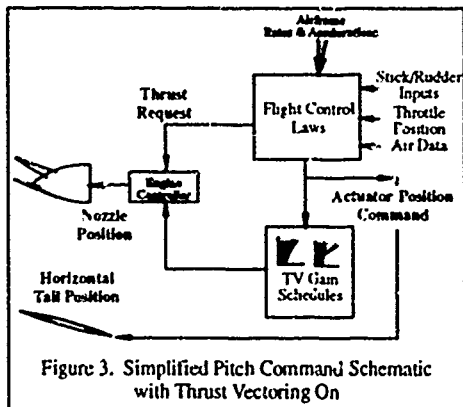 Airframe
Rates & Accelerations
Stick/Rudder
Inputs
Thrust
Request
Flight Control
Laws
Throttle
Position
Air Data
Engine
Controller
Nozzle
Position
Actuator Position
Command
Horizontal
Tail Position
TV Gain
Schedules
Figure 3. Simplified Pitch Command Schematic
with Thrust Vectoring On